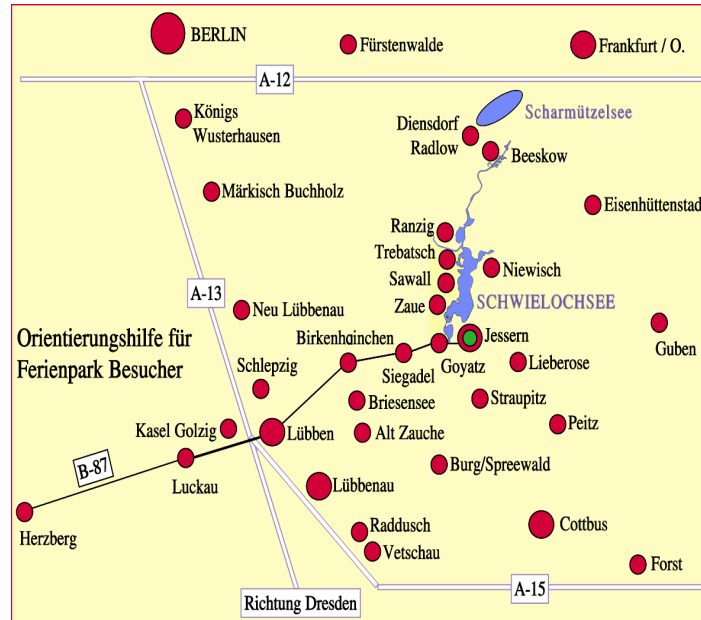 BERLIN
Fürstenwalde
Frankfurt / O.
A-12
Königs
Wusterhausen
Scharmützelsee
Diensdorf
Radlow
Beeskow
Märkisch Buchholz
Eisenhüttenstad
Ranzig
Trebatsch
Niewisch
Sawall
A-13
Zaue
SCHWIELOCHSEE
Neu Lübbenau
Orientierungshilfe für
Ferienpark Besucher
Birkenhainchen
Jessern
Goyatz
Guben
Siegadel
Lieberose
Schlepzig
Briesensee
Straupitz
Kasel Golzig
Lübben
Alt Zauche
Peitz
B-87
Luckau
Burg/Spreewald
Lübbenau
Herzberg
Raddusch
Cottbus
Vetschau
Forst
A-15
Richtung Dresden